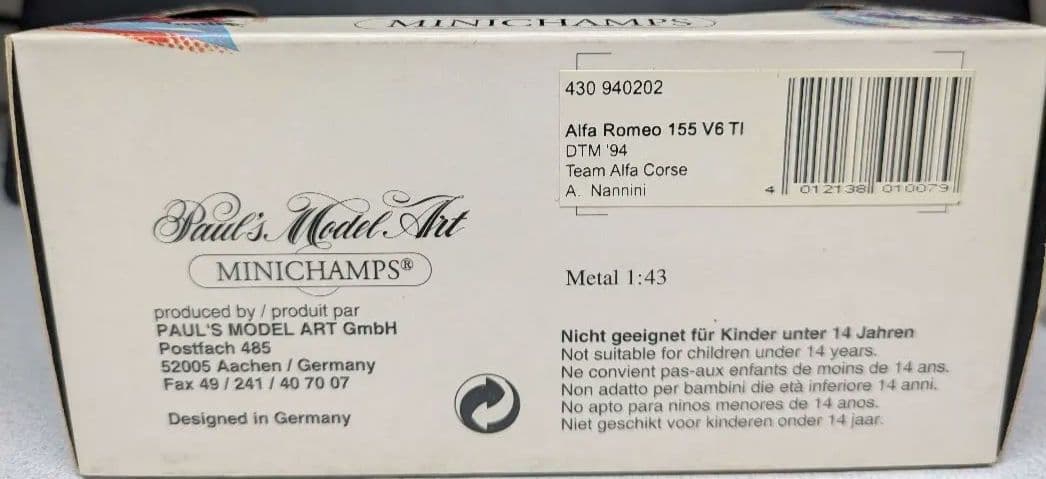 MINICHAMPS
430 940202
Alfa Romeo 155 V6 TI
DTM '94
Team Alfa Corse
A. Nannini
4 012138 010079
Paul's Model Art
MINICHAMPS®
produced by / produit par
PAUL'S MODEL ART GmbH
Postfach 485
52005 Aachen / Germany
Fax 49 / 241 / 40 70 07
Designed in Germany
Metal 1:43
Nicht geeignet für Kinder unter 14 Jahren
Not suitable for children under 14 years.
Ne convient pas-aux enfants de moins de 14 ans.
Non adatto per bambini die età inferiore 14 anni.
No apto para ninos menores de 14 anos.
Niet geschikt voor kinderen onder 14 jaar.